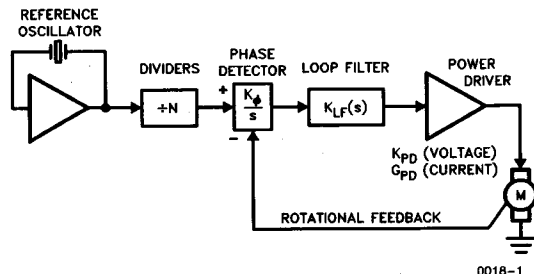 REFERENCE
OSCILLATOR
DIVIDERS
÷N
+
−
PHASE
DETECTOR
Kϕ
s
LOOP FILTER
KLF(s)
POWER
DRIVER
KPD (VOLTAGE)
GPD (CURRENT)
M
ROTATIONAL FEEDBACK
0018-1